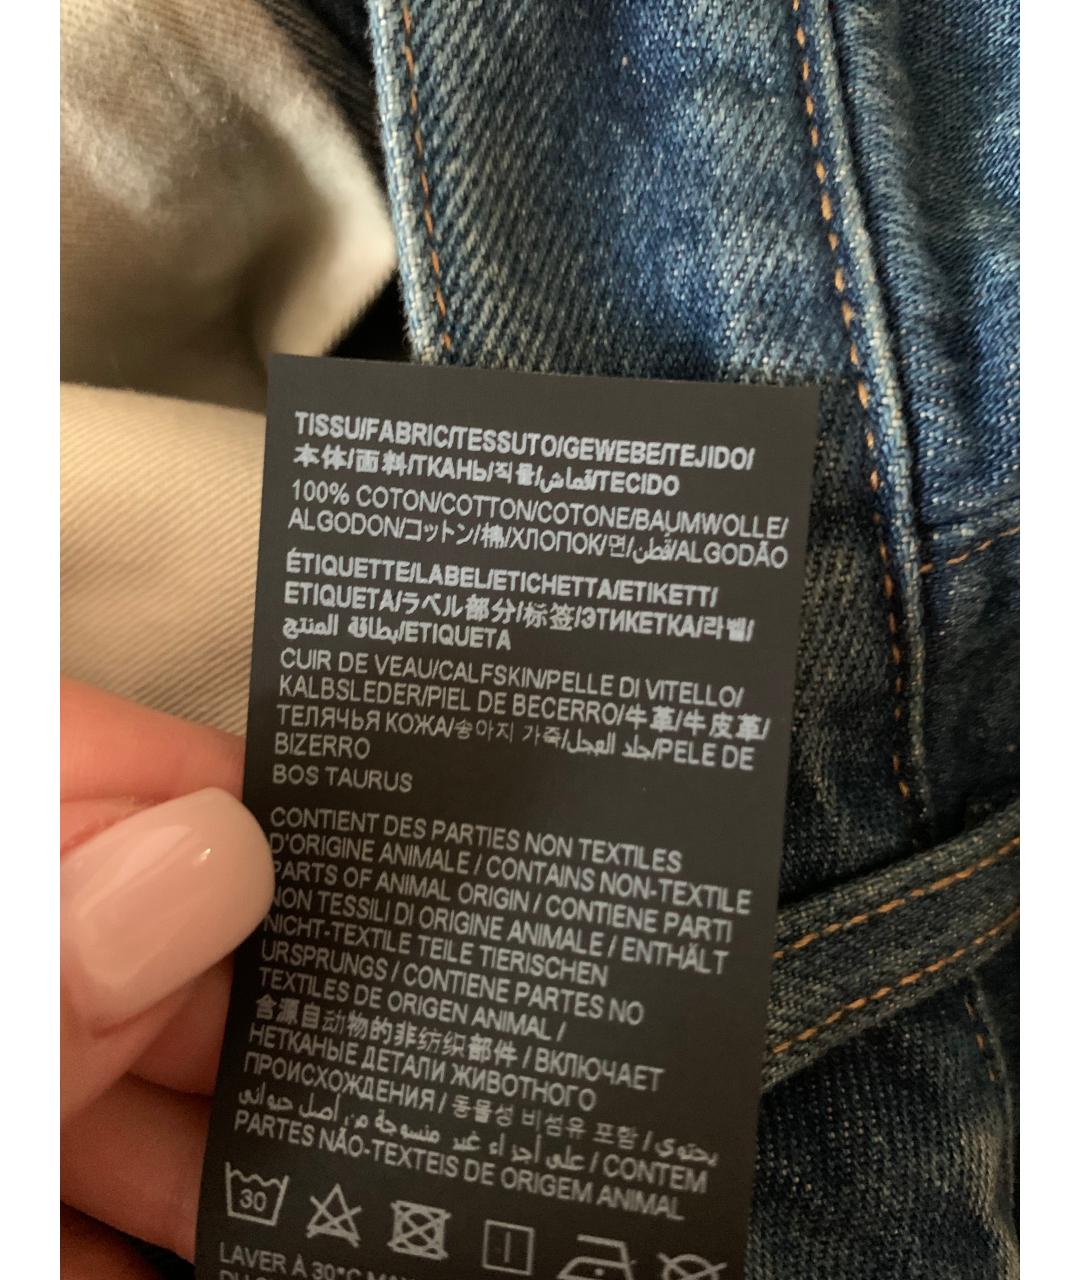 TISSU/FABRIC/TESSUTO/GEWEBE/TEJIDO/
本体/面料/ТКАНЬ/직물/قماش/TECIDO
100% COTON/COTTON/COTONE/BAUMWOLLE/
ALGODON/コットン/棉/ХЛОПОК/면/قطن/ALGODÃO
ÉTIQUETTE/LABEL/ETICHETTA/ETIKETT/
ETIQUETA/ラベル部分/标签/ЭТИКЕТКА/라벨/
بطاقة المنتج/ETIQUETA
CUIR DE VEAU/CALFSKIN/PELLE DI VITELLO/
KALBSLEDER/PIEL DE BECERRO/牛革/牛皮革/
ТЕЛЯЧЬЯ КОЖА/송아지 가죽/جلد العجل/PELE DE
BIZERRO
BOS TAURUS
CONTIENT DES PARTIES NON TEXTILES
D'ORIGINE ANIMALE / CONTAINS NON-TEXTILE
PARTS OF ANIMAL ORIGIN / CONTIENE PARTI
NON TESSILI DI ORIGINE ANIMALE / ENTHÄLT
NICHT-TEXTILE TEILE TIERISCHEN
URSPRUNGS / CONTIENE PARTES NO
TEXTILES DE ORIGEN ANIMAL /
含源自动物的非纺织部件 / ВКЛЮЧАЕТ
НЕТКАНЫЕ ДЕТАЛИ ЖИВОТНОГО
ПРОИСХОЖДЕНИЯ / 동물성 비섬유 포함 / يحتوي
على أجزاء غير منسوجة من أصل حيواني / CONTEM
PARTES NÃO-TEXTEIS DE ORIGEM ANIMAL
30
LAVER À 30°C